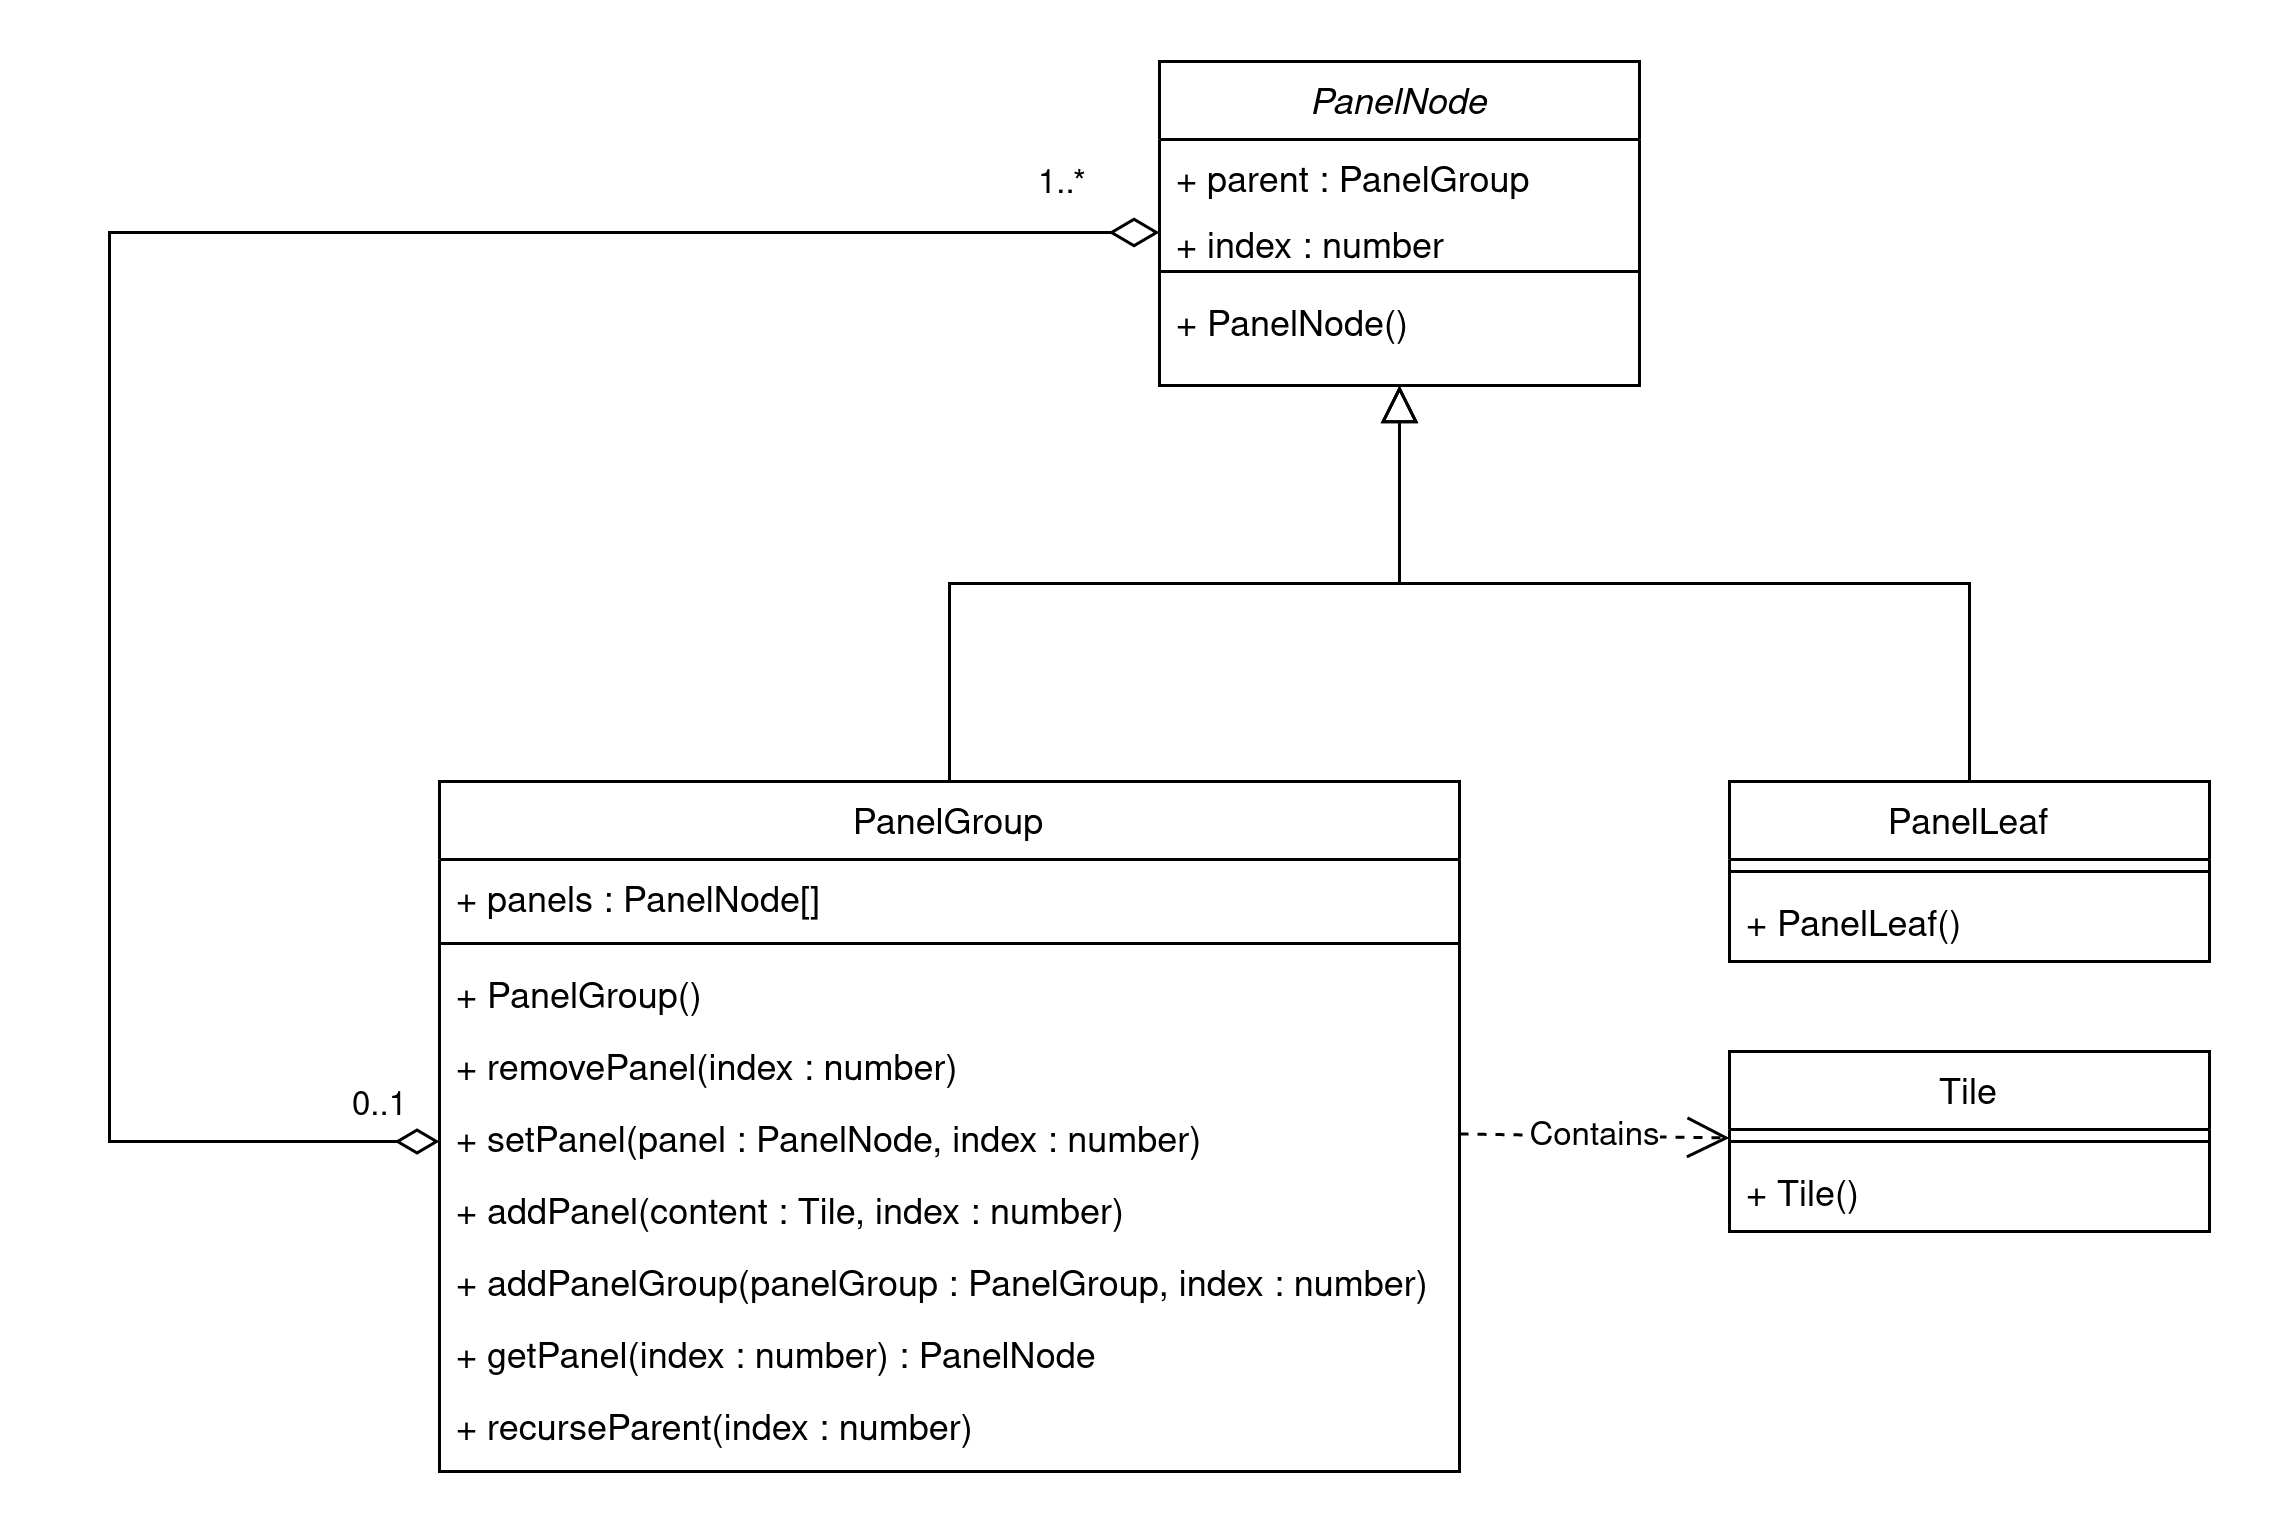 PanelNode
+ parent : PanelGroup
1..*
+ index : number
+ PanelNode()
PanelGroup
+ panels : PanelNode[]
+ PanelGroup()
+ removePanel(index : number)
0..1
+ setPanel(panel : PanelNode, index : number)
+ addPanel(content : Tile, index : number)
+ addPanelGroup(panelGroup : PanelGroup, index : number)
+ getPanel(index : number) : PanelNode
+ recurseParent(index : number)
PanelLeaf
+ PanelLeaf()
Contains
Tile
+ Tile()